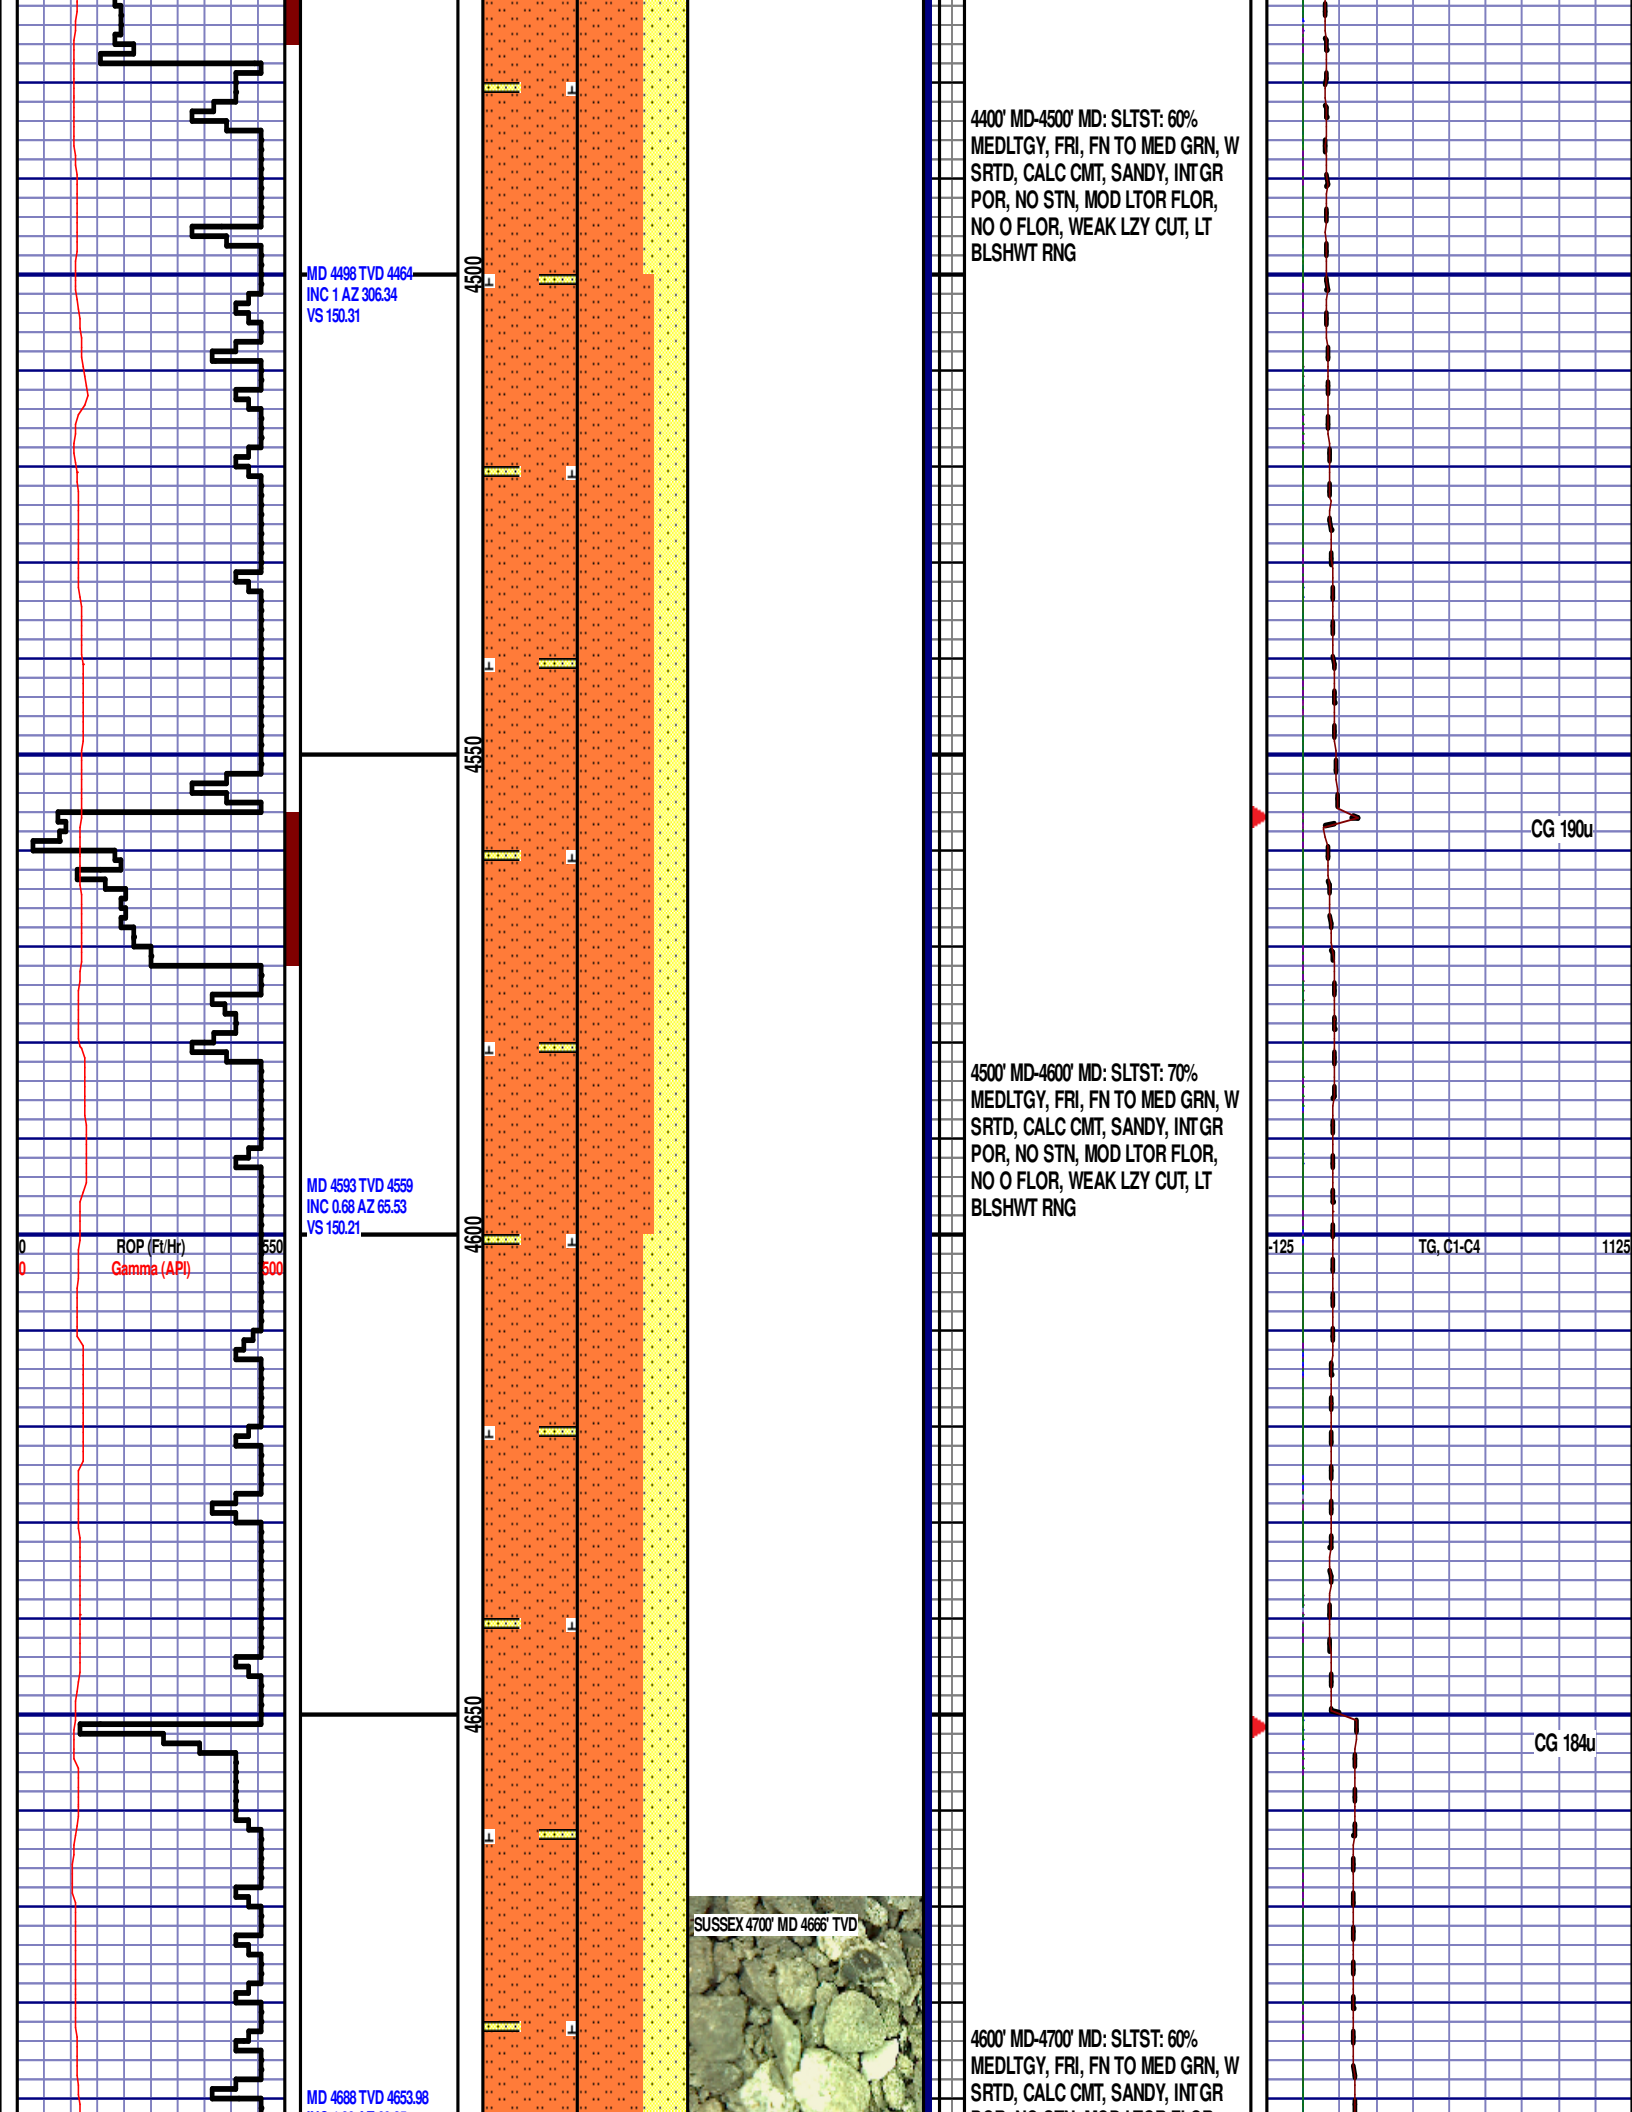 4400' MD-4500' MD: SLTST: 60%
MEDLTGY, FRI, FN TO MED GRN, W
SRTD, CALC CMT, SANDY, INTGR
POR, NO STN, MOD LTOR FLOR,
NO O FLOR, WEAK LZY CUT, LT
BLSHWT RNG
MD 4498 TVD 4464
INC 1 AZ 306.34
VS 150.31
4500
4550
CG 190u
4500' MD-4600' MD: SLTST: 70%
MEDLTGY, FRI, FN TO MED GRN, W
SRTD, CALC CMT, SANDY, INTGR
POR, NO STN, MOD LTOR FLOR,
NO O FLOR, WEAK LZY CUT, LT
BLSHWT RNG
MD 4593 TVD 4559
INC 0.68 AZ 65.53
VS 150.21
4600
0 ROP (Ft/Hr) 550
0 Gamma (API) 500
-125 TG, C1-C4 1125
4650
CG 184u
SUSSEX 4700' MD 4666' TVD
4600' MD-4700' MD: SLTST: 60%
MEDLTGY, FRI, FN TO MED GRN, W
SRTD, CALC CMT, SANDY, INTGR
MD 4688 TVD 4653.98